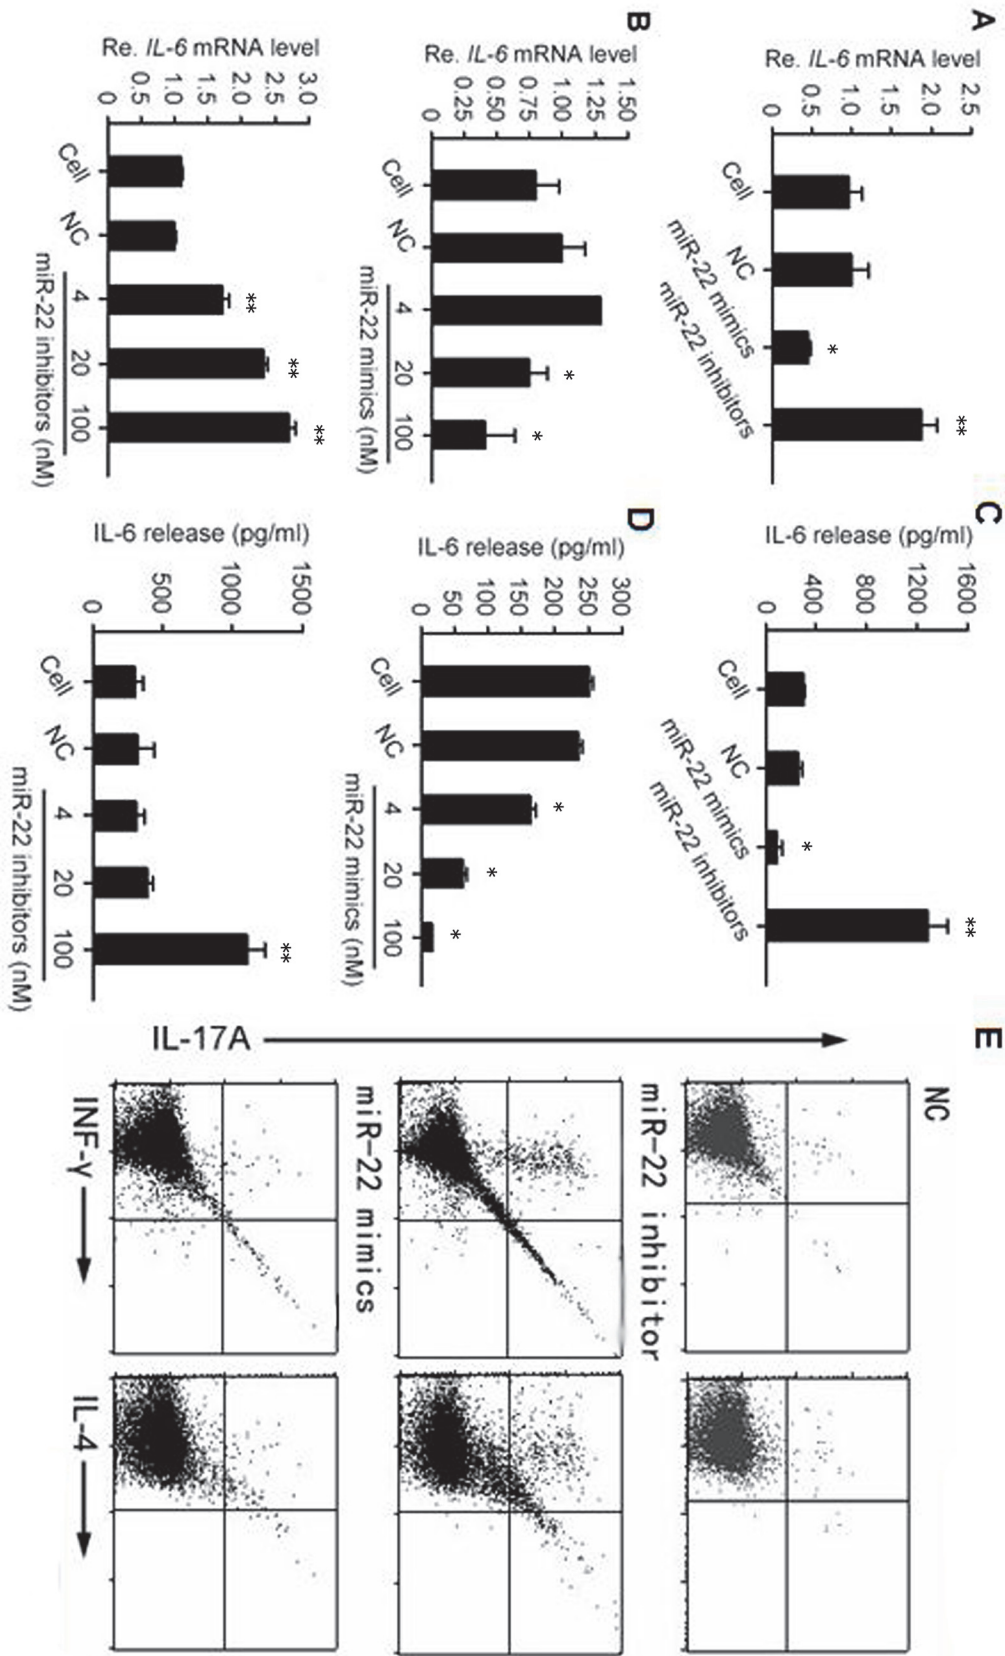 A
Re. IL-6 mRNA level
2.5
2.0
1.5
1.0
0.5
0
Cell
NC
miR-22 mimics
miR-22 inhibitors
*
**
B
Re. IL-6 mRNA level
1.50
1.25
1.00
0.75
0.50
0.25
0
Cell
NC
4
20
100
miR-22 mimics (nM)
*
*
Re. IL-6 mRNA level
3.0
2.5
2.0
1.5
1.0
0.5
0
Cell
NC
4
20
100
miR-22 inhibitors (nM)
**
**
**
C
IL-6 release (pg/ml)
1600
1200
800
400
0
Cell
NC
miR-22 mimics
miR-22 inhibitors
*
**
D
IL-6 release (pg/ml)
300
250
200
150
100
50
0
Cell
NC
4
20
100
miR-22 mimics (nM)
*
*
*
IL-6 release (pg/ml)
1500
1000
500
0
Cell
NC
4
20
100
miR-22 inhibitors (nM)
**
E
NC
miR-22 inhibitor
miR-22 mimics
IL-17A
INF-γ
IL-4